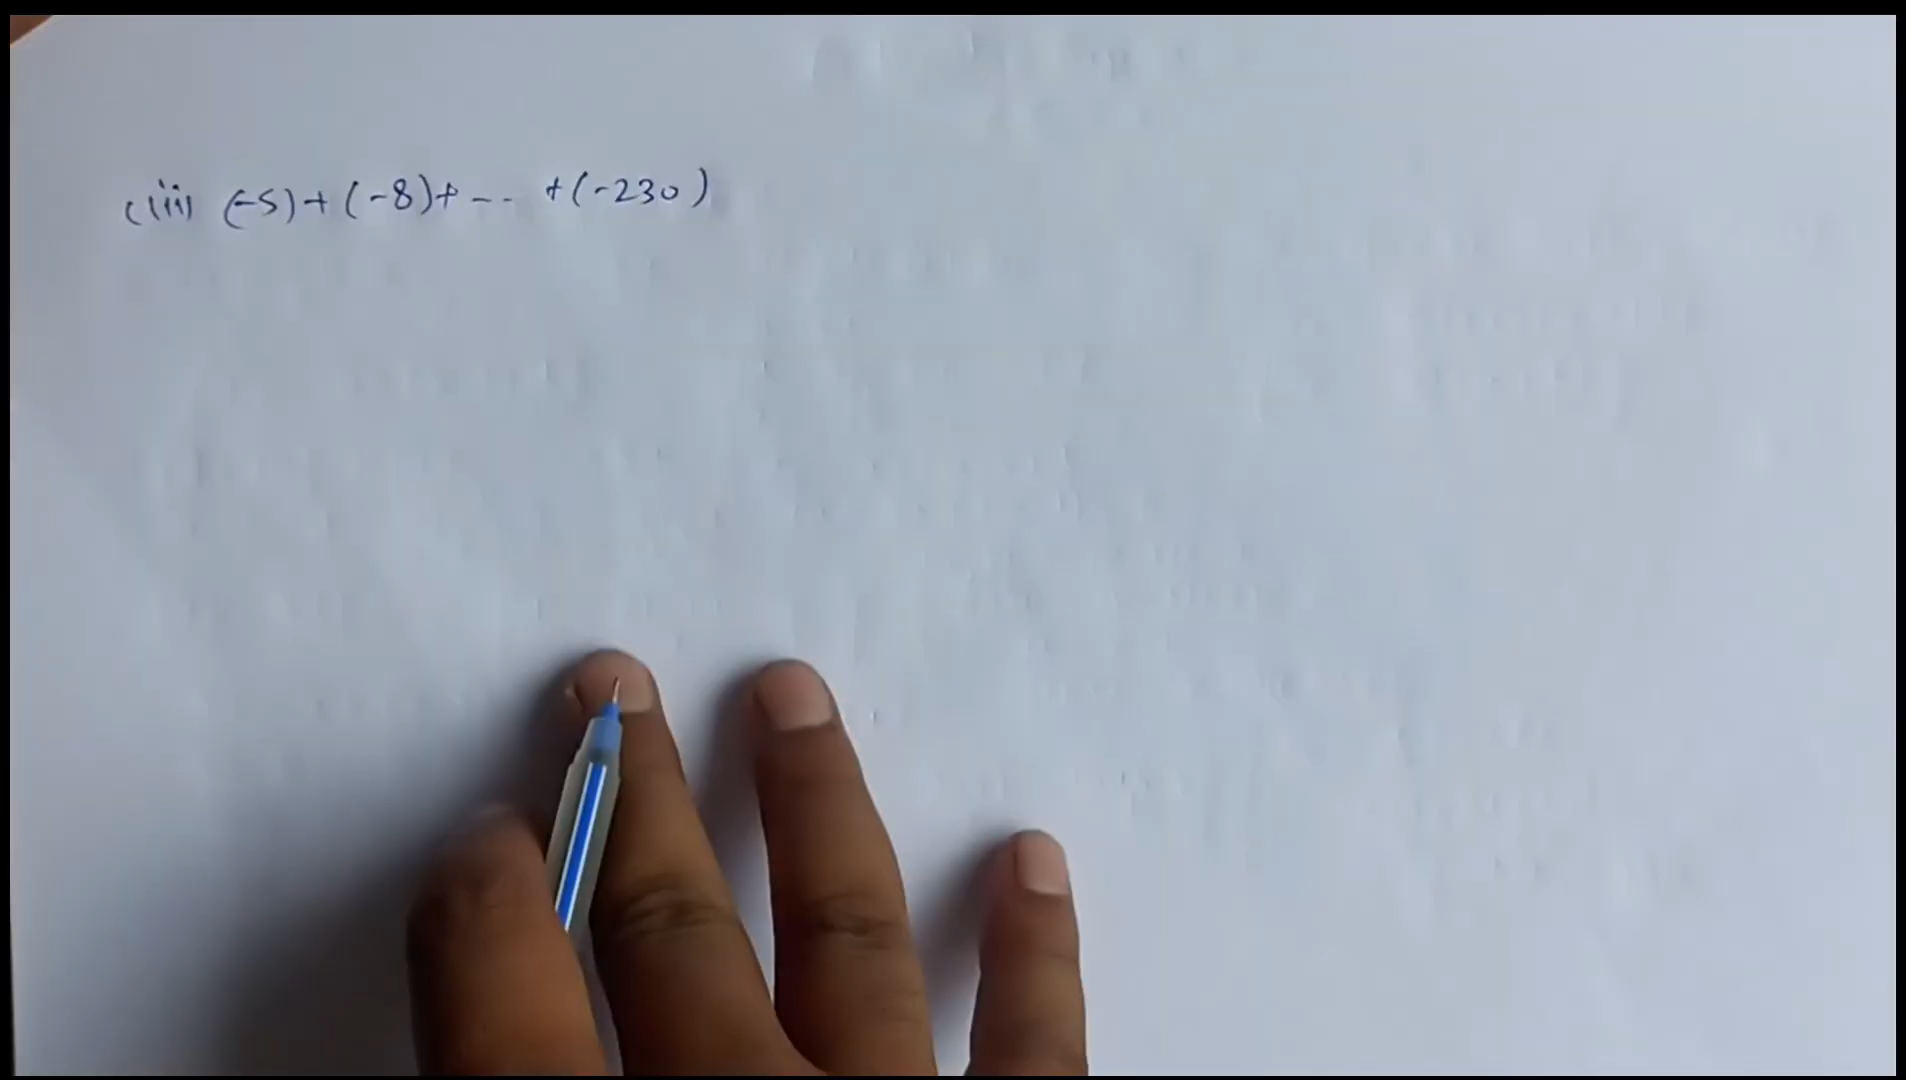 (iii) (-5)+(-8)+-- +(-230)